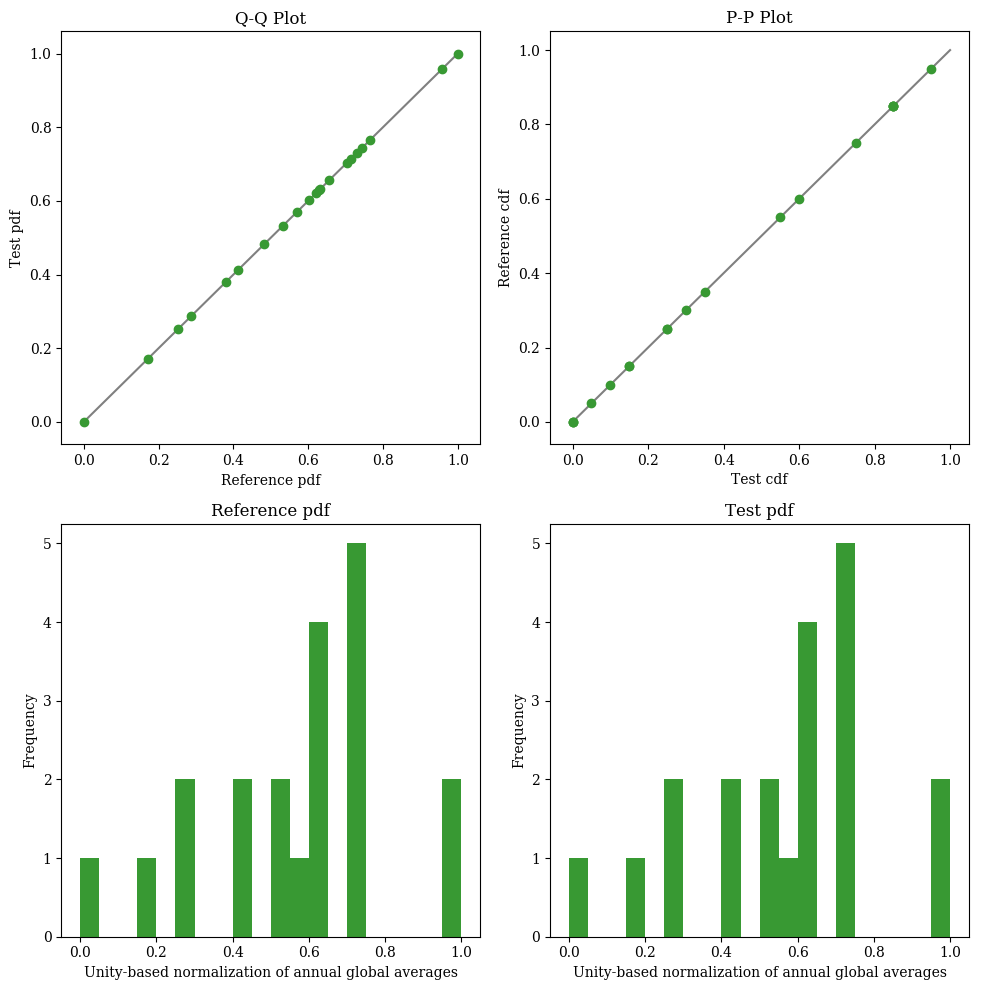 Q-Q Plot
1.0
0.8
0.6
0.4
0.2
0.0
Test pdf
0.0 0.2 0.4 0.6 0.8 1.0
Reference pdf
P-P Plot
1.0
0.8
0.6
0.4
0.2
0.0
Reference cdf
0.0 0.2 0.4 0.6 0.8 1.0
Test cdf
Reference pdf
5
4
3
2
1
0
Frequency
0.0 0.2 0.4 0.6 0.8 1.0
Unity-based normalization of annual global averages
Test pdf
5
4
3
2
1
0
Frequency
0.0 0.2 0.4 0.6 0.8 1.0
Unity-based normalization of annual global averages